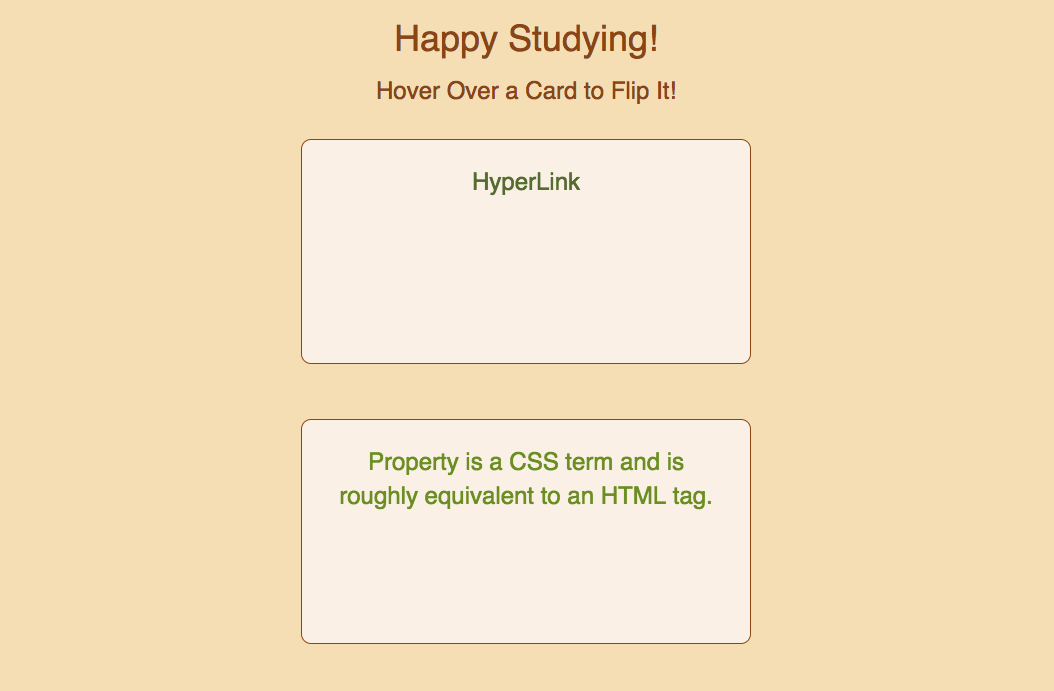 Happy Studying!
Hover Over a Card to Flip It!
HyperLink
Property is a CSS term and is
roughly equivalent to an HTML tag.